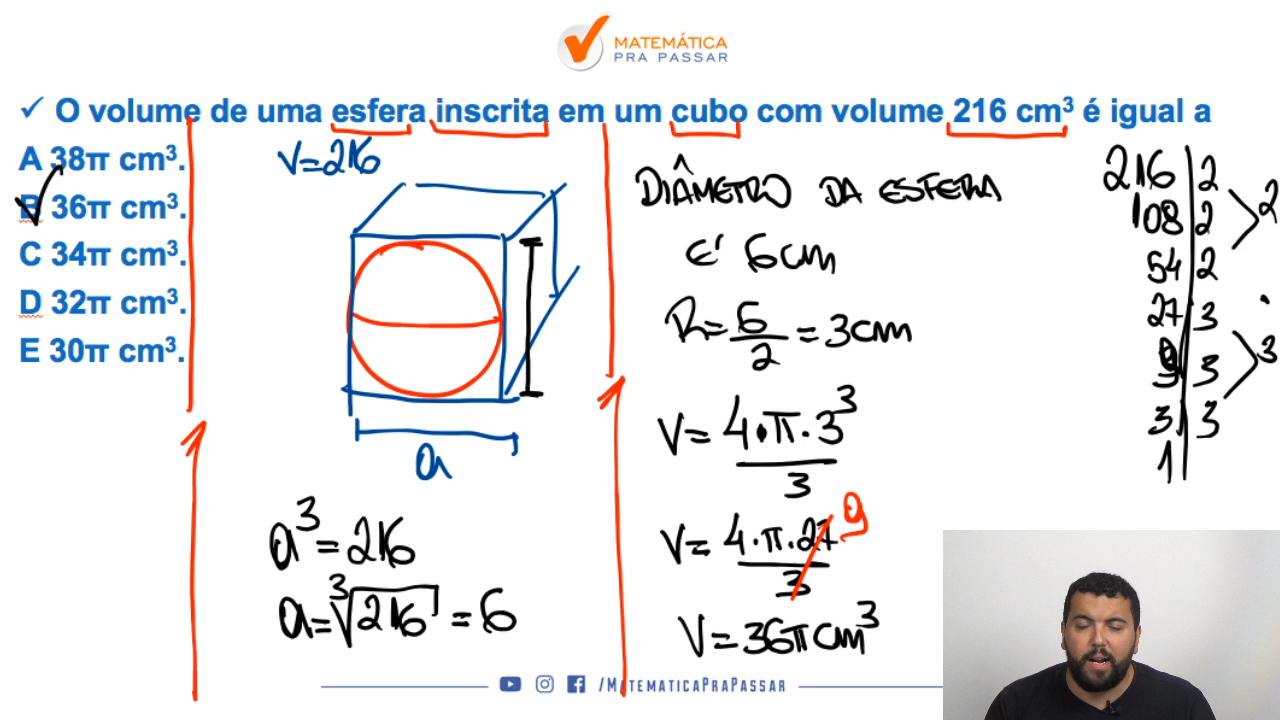 MATEMÁTICA
PRA PASSAR
✓ O volume de uma esfera inscrita em um cubo com volume 216 cm³ é igual a
A 38π cm³.
B 36π cm³.
C 34π cm³.
D 32π cm³.
E 30π cm³.
V=216
a
a³=216
a=∛216=6
DIÂMETRO DA ESFERA
É 6cm
R=6/2=3cm
V=4·π·3³/3
V=4·π·27/3 9
V=36πcm³
216 2
108 2 2
54 2
27 3
9 3 3
3 3
1
/MATEMATICAPRAPASSAR